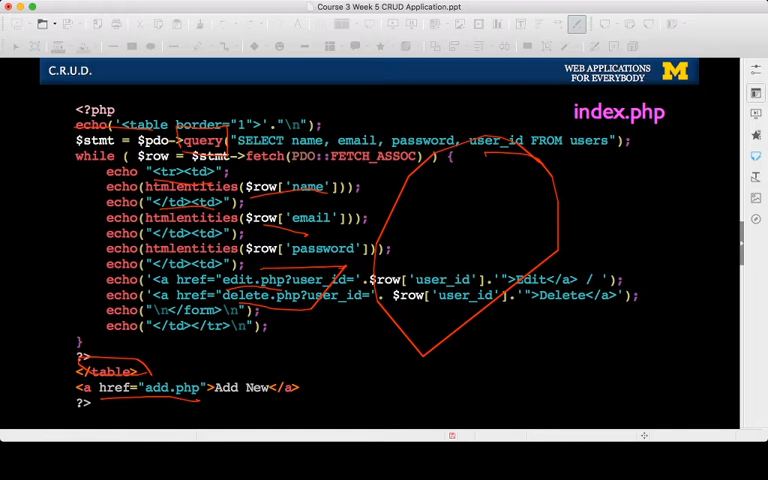 Course 3 Week 5 CRUD Application.ppt
C.R.U.D.
WEB APPLICATIONS
FOR EVERYBODY
M
index.php
<?php
echo('<table border="1">'."\n");
$stmt = $pdo->query("SELECT name, email, password, user_id FROM users");
while ( $row = $stmt->fetch(PDO::FETCH_ASSOC) ) {
echo "<tr><td>";
echo(htmlentities($row['name']));
echo("</td><td>");
echo(htmlentities($row['email']));
echo("</td><td>");
echo(htmlentities($row['password']));
echo("</td><td>");
echo('<a href="edit.php?user_id='.$row['user_id'].'">Edit</a> / ');
echo('<a href="delete.php?user_id='. $row['user_id'].'">Delete</a>');
echo("\n</form>\n");
echo("</td></tr>\n");
}
?>
</table>
<a href="add.php">Add New</a>
?>